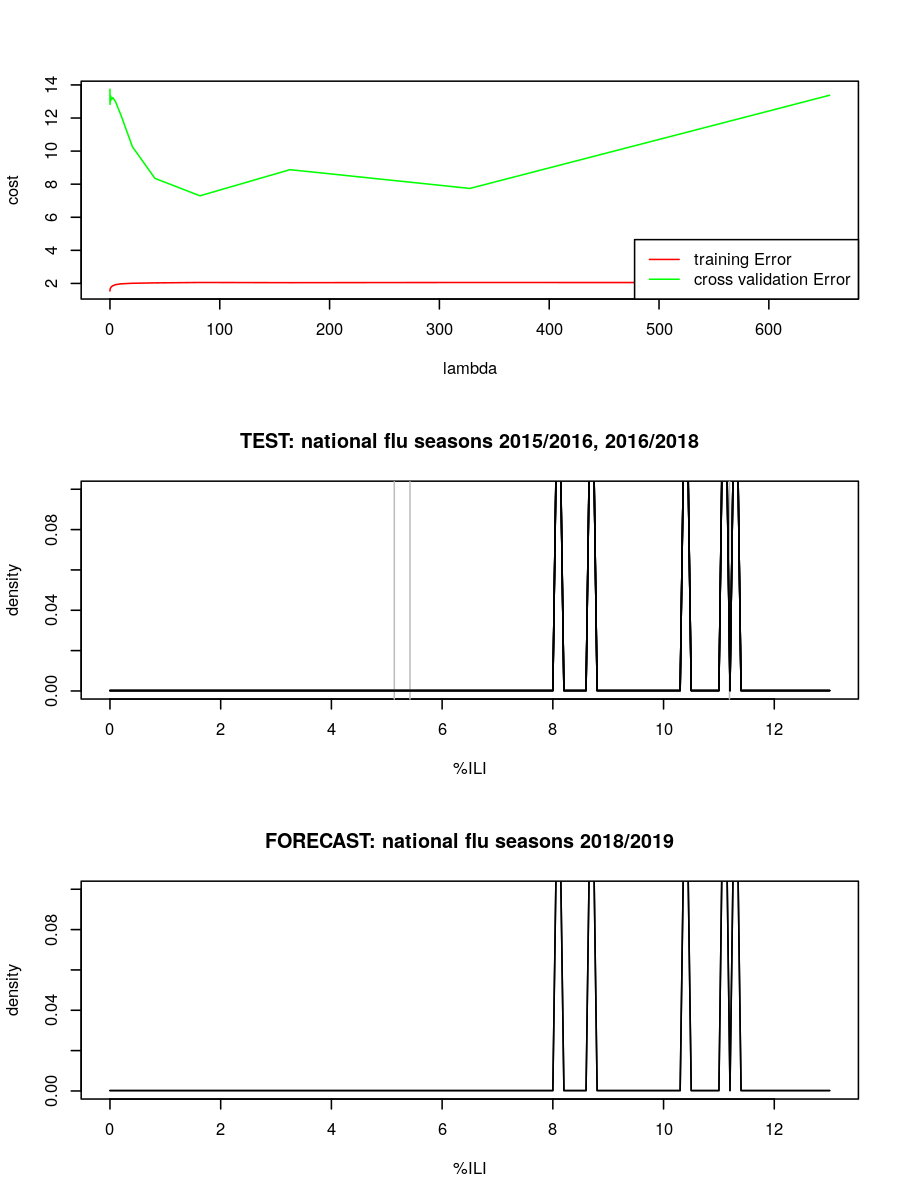 14
12
10
8
6
4
2
cost
training Error
cross validation Error
0 100 200 300 400 500 600
lambda
TEST: national flu seasons 2015/2016, 2016/2018
0.08
0.04
0.00
density
0 2 4 6 8 10 12
%ILI
FORECAST: national flu seasons 2018/2019
0.08
0.04
0.00
density
0 2 4 6 8 10 12
%ILI